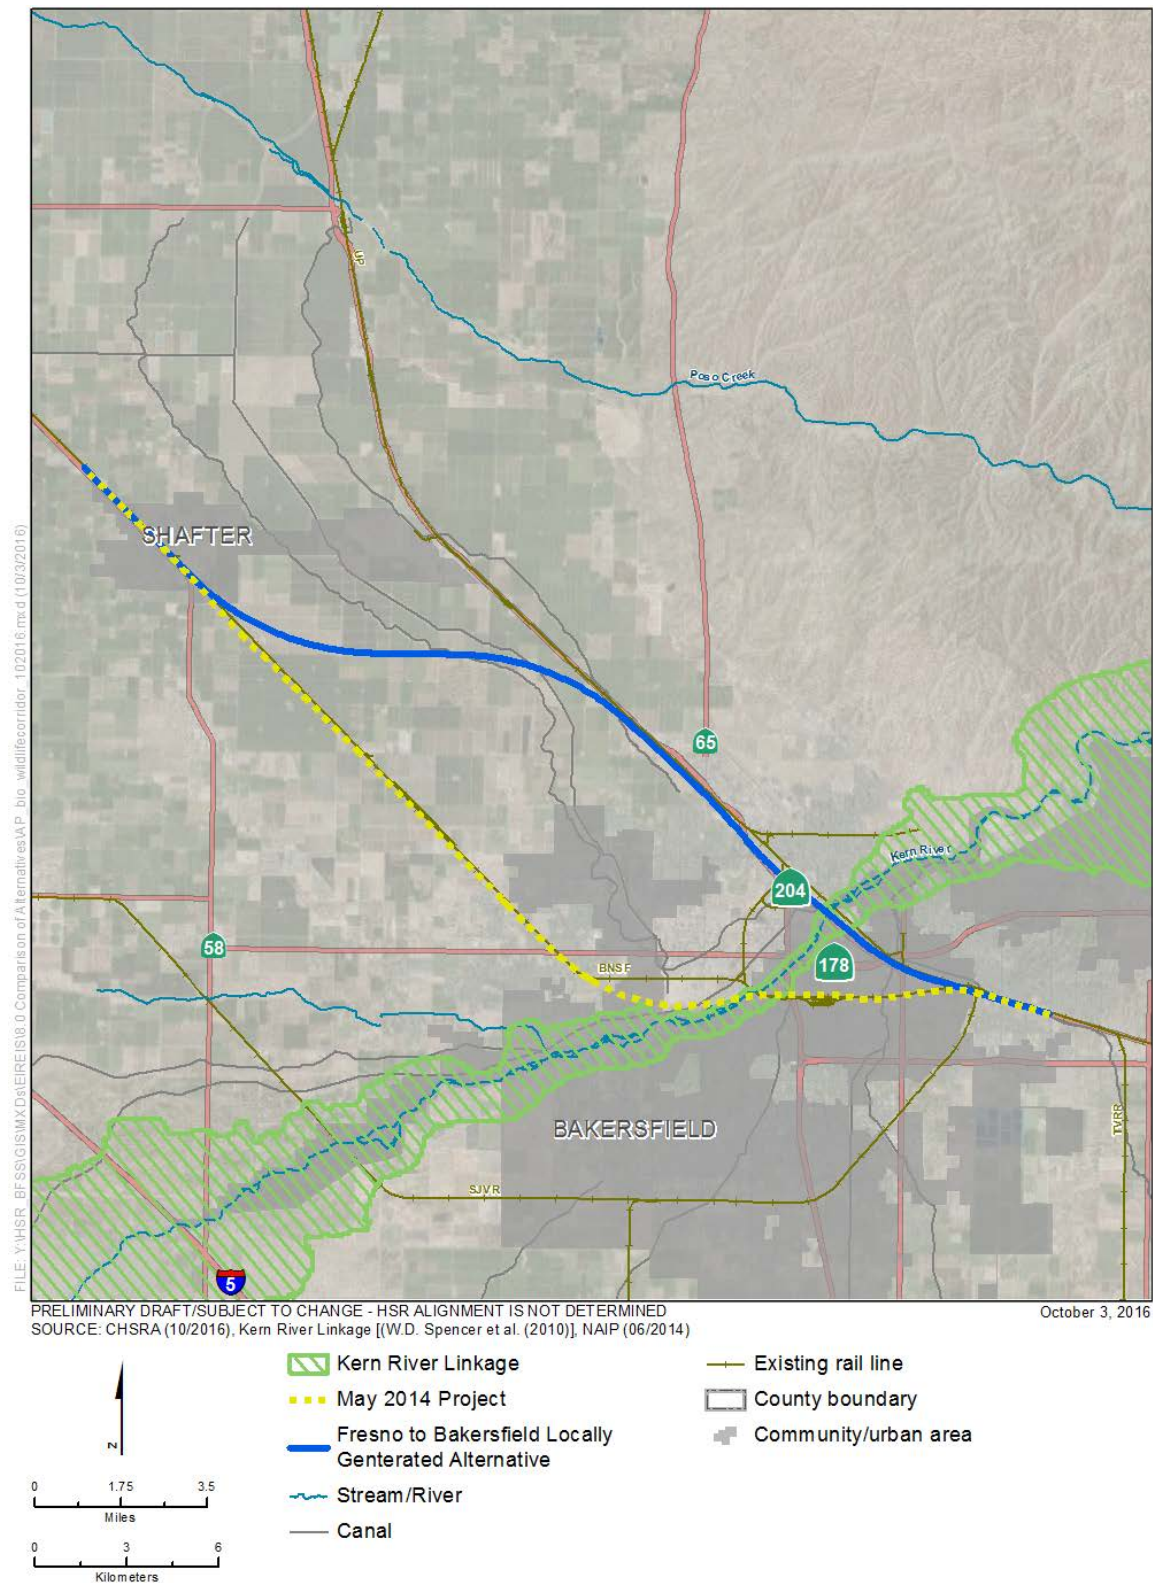 UP
Poso Creek
SHAFTER
65
Kern River
204
58
178
BNSF
BAKERSFIELD
TVRR
SJVR
5
FILE: Y:\HSR_BFSS\GIS\MXDs\EIREIS\8.0 Comparison of Alternatives\AP_bio_wildlifecorridor_102016.mxd (10/3/2016)
PRELIMINARY DRAFT/SUBJECT TO CHANGE - HSR ALIGNMENT IS NOT DETERMINED
October 3, 2016
SOURCE: CHSRA (10/2016), Kern River Linkage [(W.D. Spencer et al. (2010)], NAIP (06/2014)
N
0 1.75 3.5
Miles
0 3 6
Kilometers
Kern River Linkage
May 2014 Project
Fresno to Bakersfield Locally
Genterated Alternative
Stream/River
Canal
Existing rail line
County boundary
Community/urban area